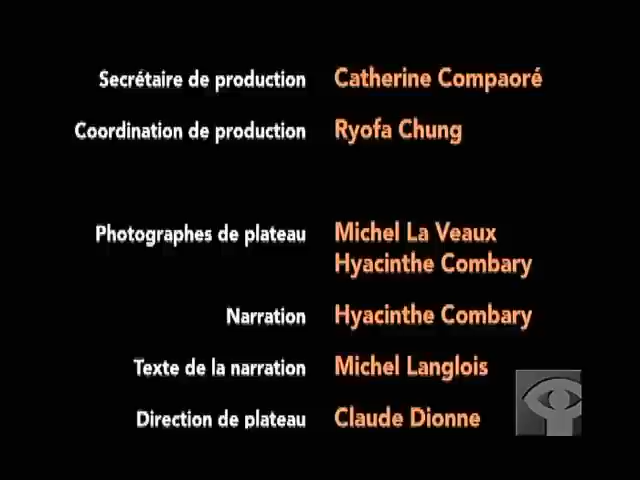 Secrétaire de production Catherine Compaoré
Coordination de production Ryofa Chung
Photographes de plateau Michel La Veaux
Hyacinthe Combary
Narration Hyacinthe Combary
Texte de la narration Michel Langlois
Direction de plateau Claude Dionne